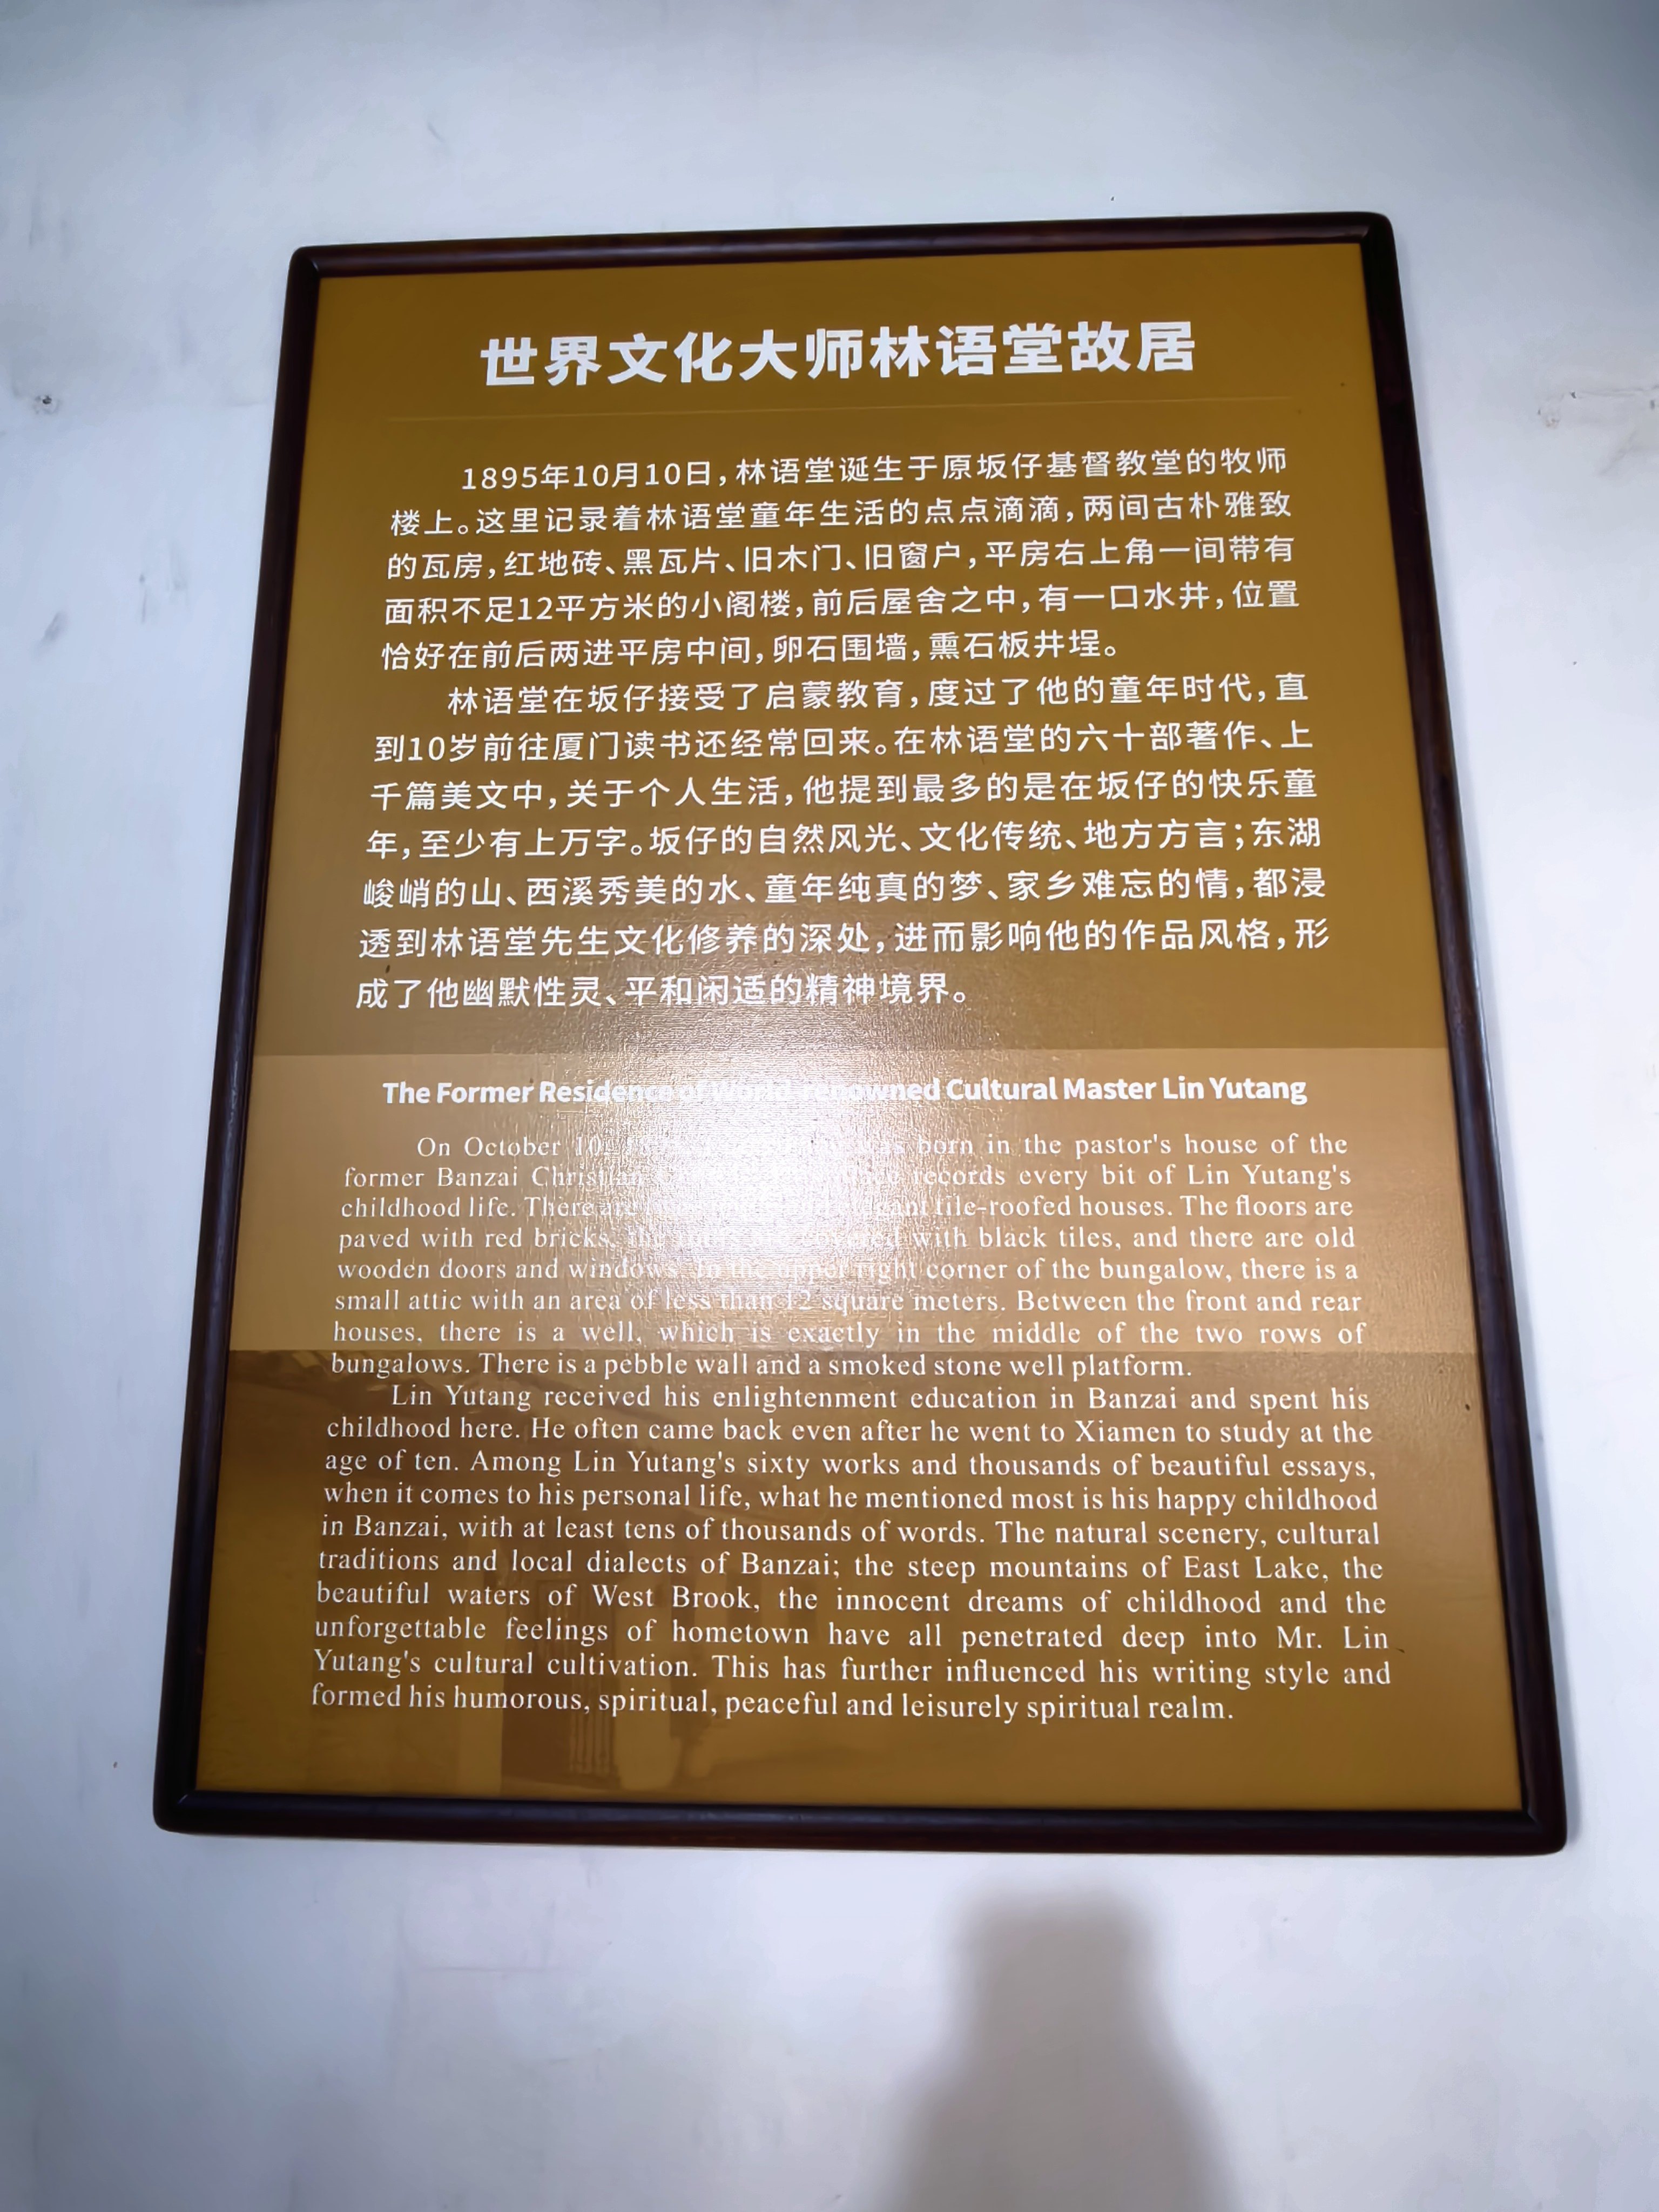 世界文化大师林语堂故居
1895年10月10日，林语堂诞生于原坂仔基督教堂的牧师
楼上。这里记录着林语堂童年生活的点点滴滴，两间古朴雅致
的瓦房，红地砖、黑瓦片、旧木门、旧窗户，平房右上角一间带有
面积不足12平方米的小阁楼，前后屋舍之中，有一口水井，位置
恰好在前后两进平房中间，卵石围墙，熏石板井埕。
林语堂在坂仔接受了启蒙教育，度过了他的童年时代，直
到10岁前往厦门读书还经常回来。在林语堂的六十部著作、上
千篇美文中，关于个人生活，他提到最多的是在坂仔的快乐童
年，至少有上万字。坂仔的自然风光、文化传统、地方方言；东湖
峻峭的山、西溪秀美的水、童年纯真的梦、家乡难忘的情，都浸
透到林语堂先生文化修养的深处，进而影响他的作品风格，形
成了他幽默性灵、平和闲适的精神境界。
The Former Residence of World-renowned Cultural Master Lin Yutang
On October 10, was born in the pastor's house of the
former Banzai Christian records every bit of Lin Yutang's
childhood life. There are tile-roofed houses. The floors are
paved with red bricks, the covered with black tiles, and there are old
wooden doors and windows. In the upper right corner of the bungalow, there is a
small attic with an area of less than 12 square meters. Between the front and rear
houses, there is a well, which is exactly in the middle of the two rows of
bungalows. There is a pebble wall and a smoked stone well platform.
Lin Yutang received his enlightenment education in Banzai and spent his
childhood here. He often came back even after he went to Xiamen to study at the
age of ten. Among Lin Yutang's sixty works and thousands of beautiful essays,
when it comes to his personal life, what he mentioned most is his happy childhood
in Banzai, with at least tens of thousands of words. The natural scenery, cultural
traditions and local dialects of Banzai; the steep mountains of East Lake, the
beautiful waters of West Brook, the innocent dreams of childhood and the
unforgettable feelings of hometown have all penetrated deep into Mr. Lin
Yutang's cultural cultivation. This has further influenced his writing style and
formed his humorous, spiritual, peaceful and leisurely spiritual realm.